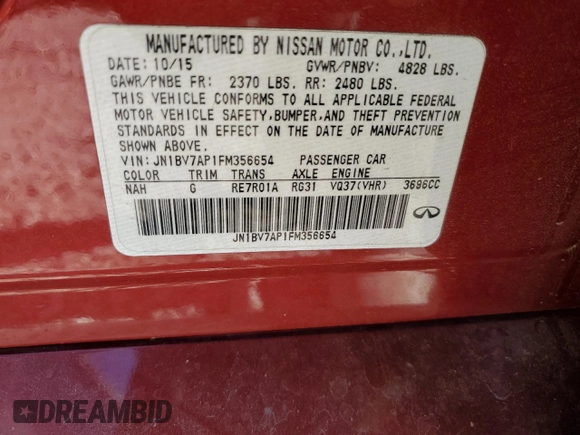 MANUFACTURED BY NISSAN MOTOR CO.,LTD.
DATE: 10/15 GVWR/PNBV: 4828 LBS.
GAWR/PNBE FR: 2370 LBS. RR: 2480 LBS.
THIS VEHICLE CONFORMS TO ALL APPLICABLE FEDERAL
MOTOR VEHICLE SAFETY,BUMPER,AND THEFT PREVENTION
STANDARDS IN EFFECT ON THE DATE OF MANUFACTURE
SHOWN ABOVE.
VIN: JN1BV7AP1FM356654 PASSENGER CAR
COLOR TRIM TRANS AXLE ENGINE
NAH G RE7R01A RG31 VQ37(VHR) 3696CC
JN1BV7AP1FM356654
DREAMBID